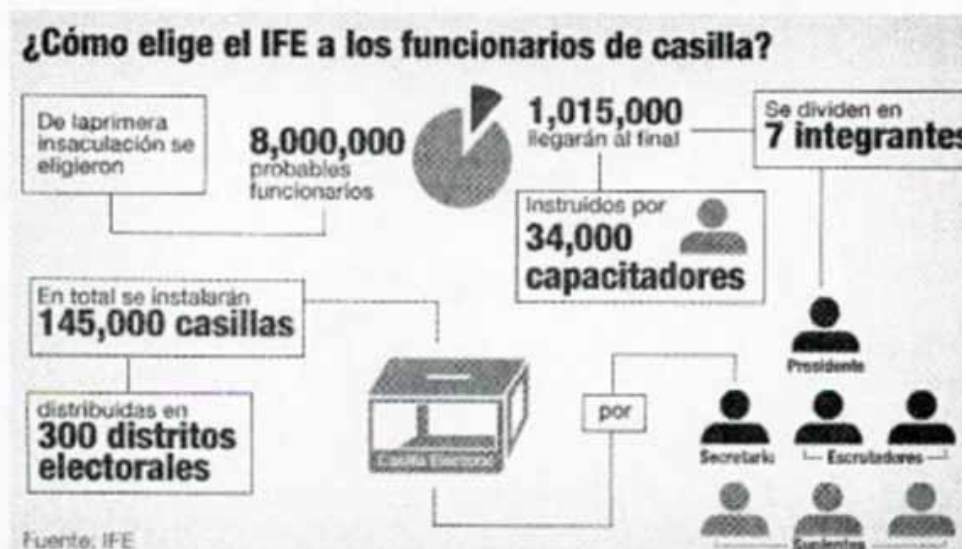 ¿Cómo elige el IFE a los funcionarios de casilla?
De laprimera
insaculación se
eligieron
8,000,000
probables
funcionarios
1,015,000
llegarán al final
Se dividen en
7 integrantes
Instruidos por
34,000
capacitadores
En total se instalarán
145,000 casillas
distribuidas en
300 distritos
electorales
por
Presidente
Secretario
Escrutadores
Suplentes
Fuente: IFE